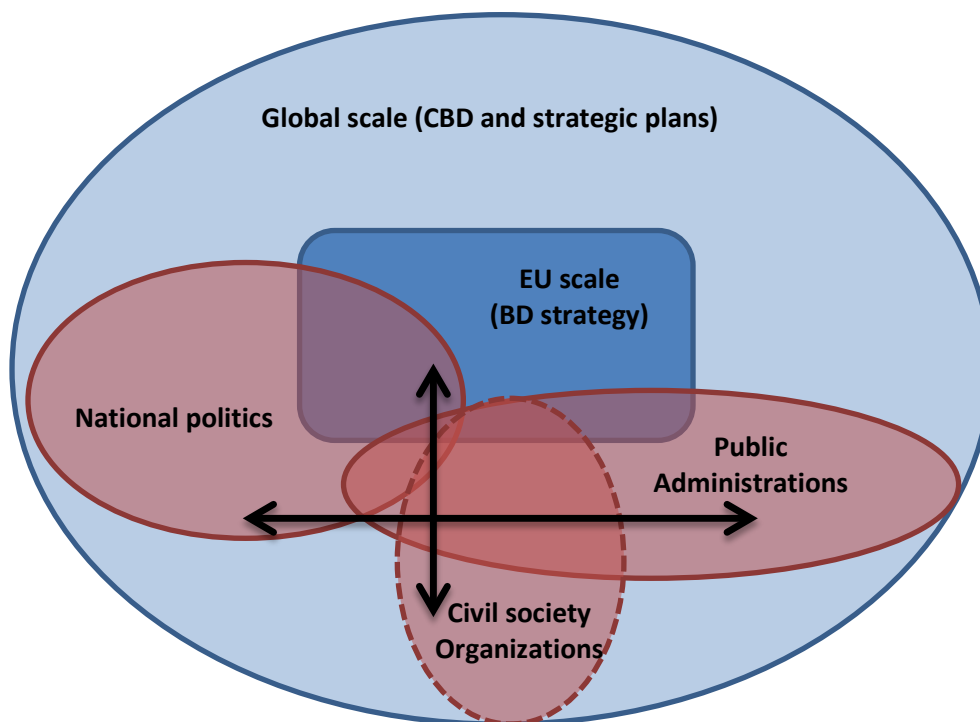 Global scale (CBD and strategic plans)
EU scale
(BD strategy)
National politics
Public
Administrations
Civil society
Organizations